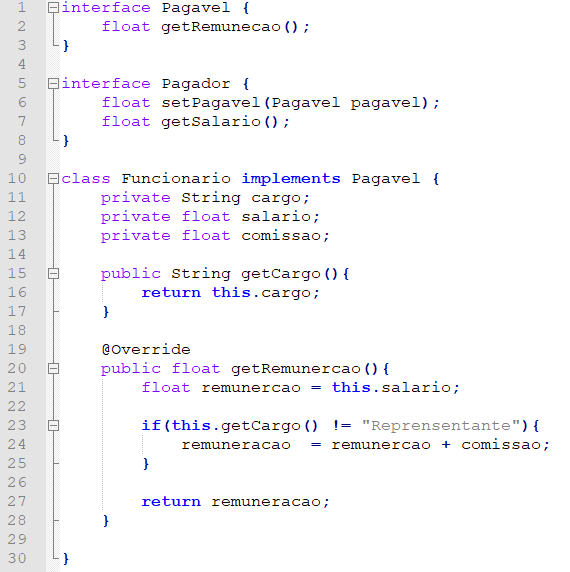 1 interface Pagavel {
2     float getRemunecao();
3 }
4
5 interface Pagador {
6     float setPagavel(Pagavel pagavel);
7     float getSalario();
8 }
9
10 class Funcionario implements Pagavel {
11     private String cargo;
12     private float salario;
13     private float comissao;
14
15     public String getCargo(){
16         return this.cargo;
17     }
18
19     @Override
20     public float getRemunercao(){
21         float remunercao = this.salario;
22
23         if(this.getCargo() != "Reprensentante"){
24             remuneracao  = remunercao + comissao;
25         }
26
27         return remuneracao;
28     }
29
30 }